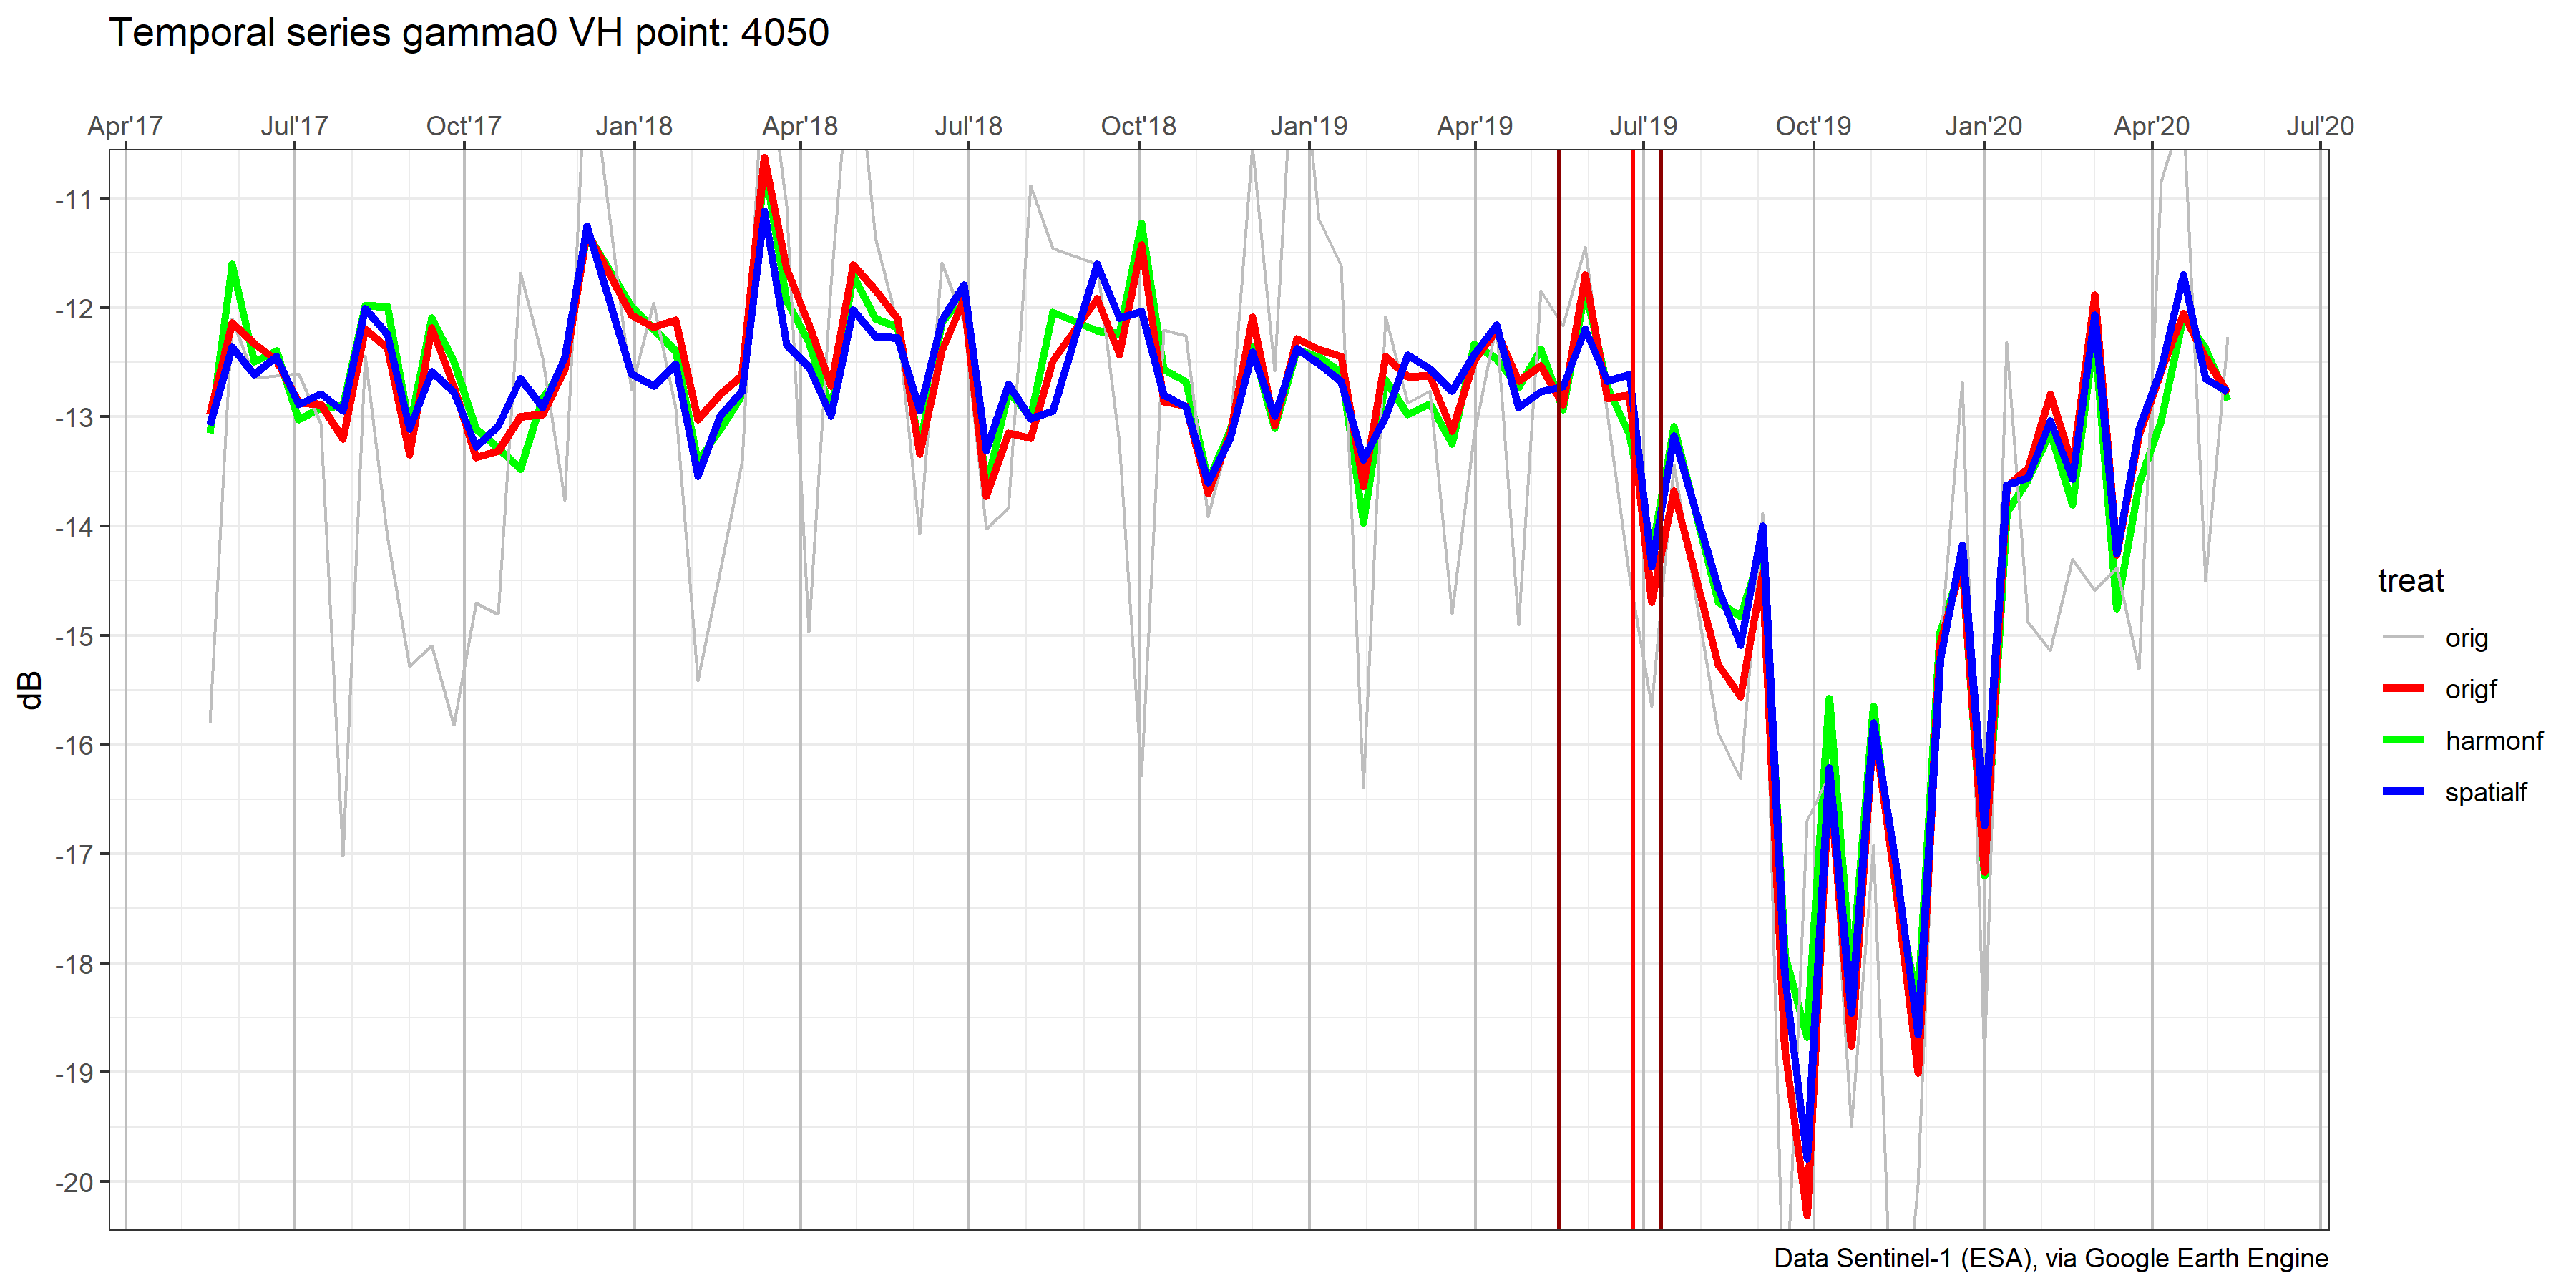 Temporal series gamma0 VH point: 4050
Apr'17 Jul'17 Oct'17 Jan'18 Apr'18 Jul'18 Oct'18 Jan'19 Apr'19 Jul'19 Oct'19 Jan'20 Apr'20 Jul'20
-11
-12
-13
-14
-15
-16
-17
-18
-19
-20
dB
treat
orig
origf
harmonf
spatialf
Data Sentinel-1 (ESA), via Google Earth Engine